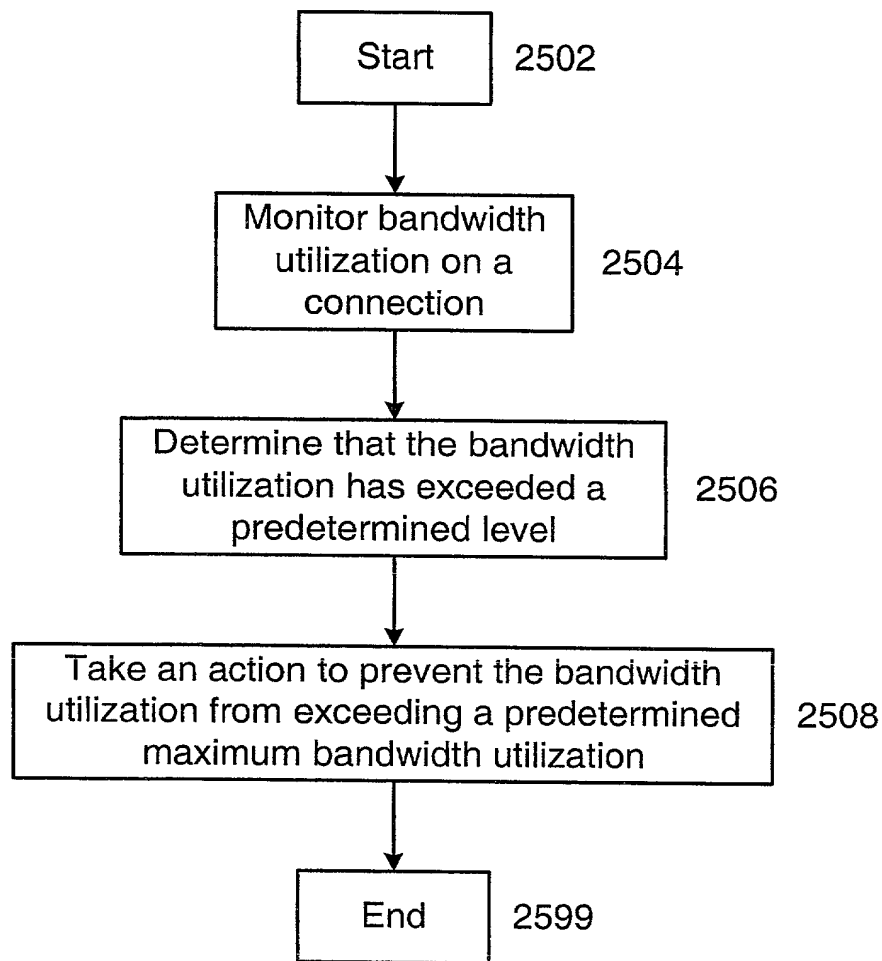 Start 2502
Monitor bandwidth
utilization on a 2504
connection
Determine that the bandwidth
utilization has exceeded a 2506
predetermined level
Take an action to prevent the bandwidth
utilization from exceeding a predetermined 2508
maximum bandwidth utilization
End 2599